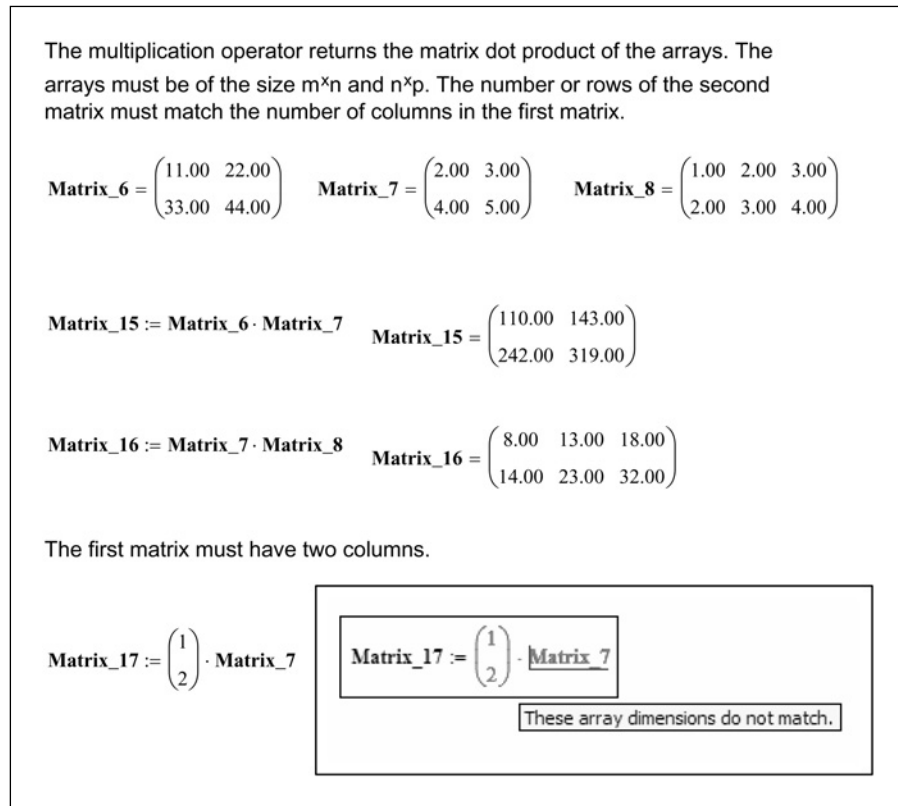 The multiplication operator returns the matrix dot product of the arrays. The
arrays must be of the size mxn and nxp. The number or rows of the second
matrix must match the number of columns in the first matrix.
Matrix_6 = (11.00 22.00 Matrix_7 = (2.00 3.00 Matrix_8 = (1.00 2.00 3.00
33.00 44.00) 4.00 5.00) 2.00 3.00 4.00)
Matrix_15 := Matrix_6 · Matrix_7 Matrix_15 = (110.00 143.00
242.00 319.00)
Matrix_16 := Matrix_7 · Matrix_8 Matrix_16 = (8.00 13.00 18.00
14.00 23.00 32.00)
The first matrix must have two columns.
Matrix_17 := (1 2) · Matrix_7 Matrix_17 := (1 2) · Matrix_7
These array dimensions do not match.